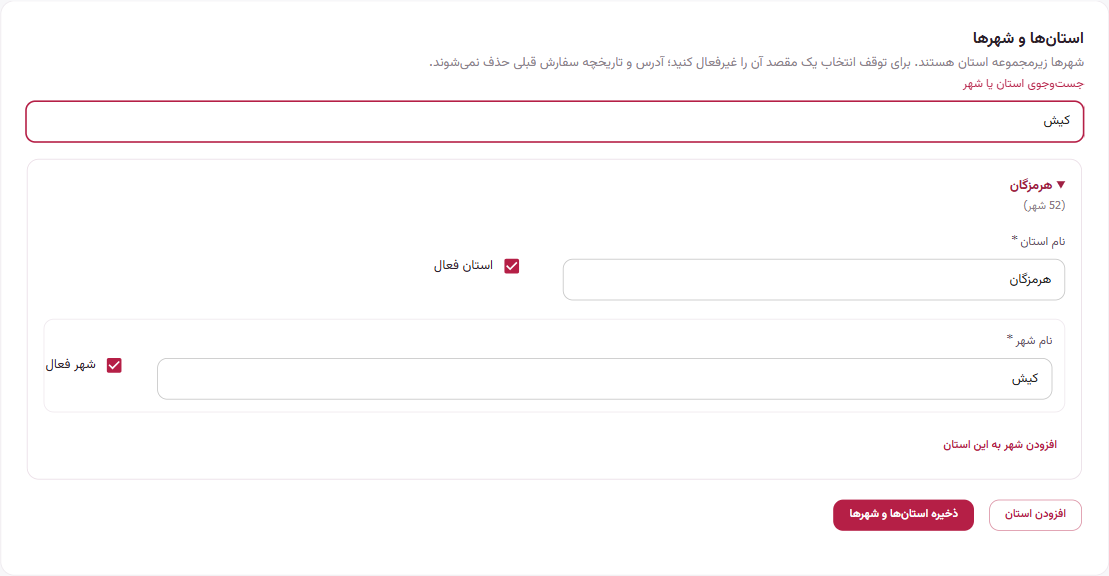 استان‌ها و شهرها
شهرها زیرمجموعه استان هستند. برای توقف انتخاب یک مقصد آن را غیرفعال کنید؛ آدرس و تاریخچه سفارش قبلی حذف نمی‌شوند.
جست‌وجوی استان یا شهر
کیش
▼ هرمزگان
(52 شهر)
نام استان *
هرمزگان
استان فعال
نام شهر *
کیش
شهر فعال
افزودن شهر به این استان
افزودن استان
ذخیره استان‌ها و شهرها